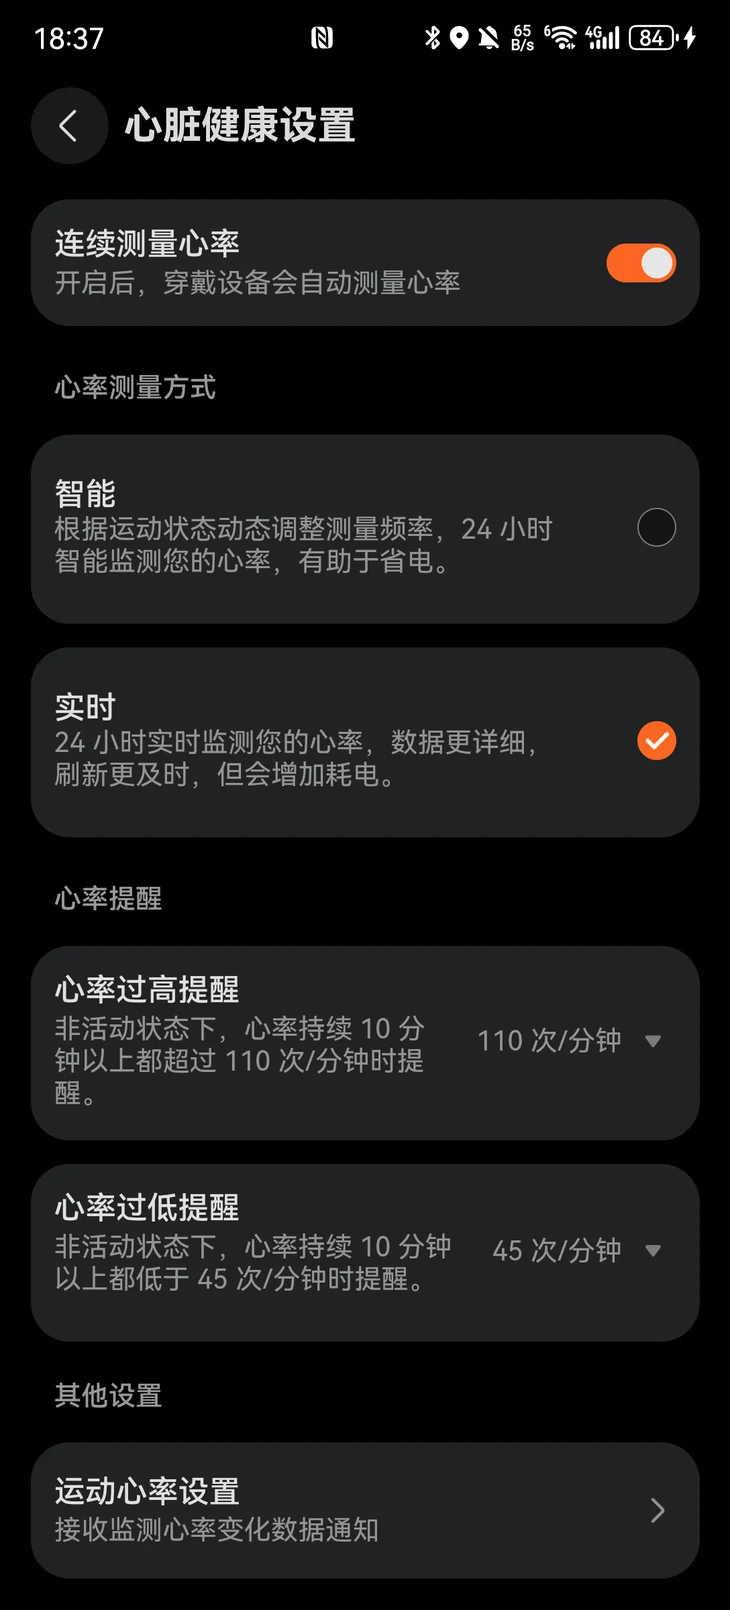 18:37
65 B/s 6 4G 84
心脏健康设置
连续测量心率
开启后，穿戴设备会自动测量心率
心率测量方式
智能
根据运动状态动态调整测量频率，24 小时
智能监测您的心率，有助于省电。
实时
24 小时实时监测您的心率，数据更详细，
刷新更及时，但会增加耗电。
心率提醒
心率过高提醒
非活动状态下，心率持续 10 分
钟以上都超过 110 次/分钟时提
醒。
110 次/分钟
心率过低提醒
非活动状态下，心率持续 10 分钟
以上都低于 45 次/分钟时提醒。
45 次/分钟
其他设置
运动心率设置
接收监测心率变化数据通知